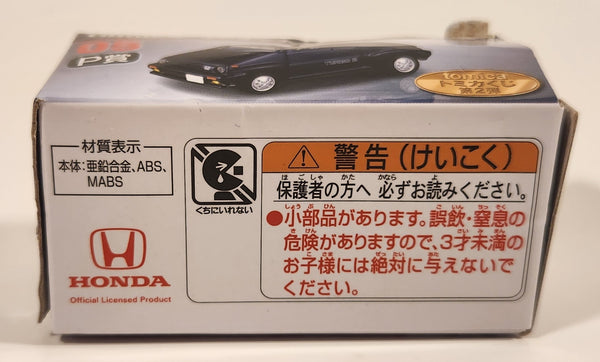 05
P賞
TURBO II
tomica
トミカくじ
第2弾
材質表示
本体:亜鉛合金、ABS、
MABS
HONDA
Official Licensed Product
くちにいれない
警告(けいこく)
保護者の方へ 必ずお読みください。
●小部品があります。誤飲・窒息の
危険がありますので、3才未満の
お子様には絶対に与えないで
ください。